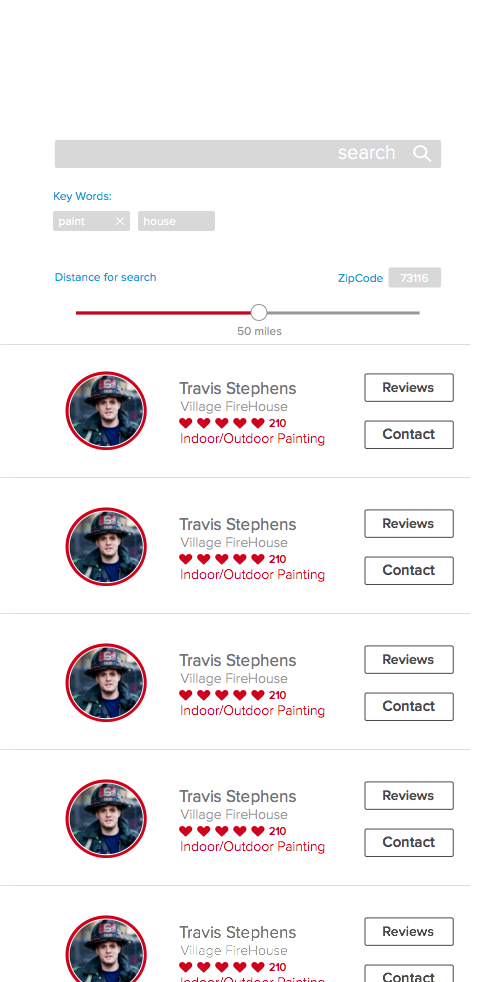 search
Key Words:
paint ×
house
Distance for search
ZipCode 73116
50 miles
Travis Stephens
Village FireHouse
210
Indoor/Outdoor Painting
Reviews
Contact
Travis Stephens
Village FireHouse
210
Indoor/Outdoor Painting
Reviews
Contact
Travis Stephens
Village FireHouse
210
Indoor/Outdoor Painting
Reviews
Contact
Travis Stephens
Village FireHouse
210
Indoor/Outdoor Painting
Reviews
Contact
Travis Stephens
Village FireHouse
210
Indoor/Outdoor Painting
Reviews
Contact